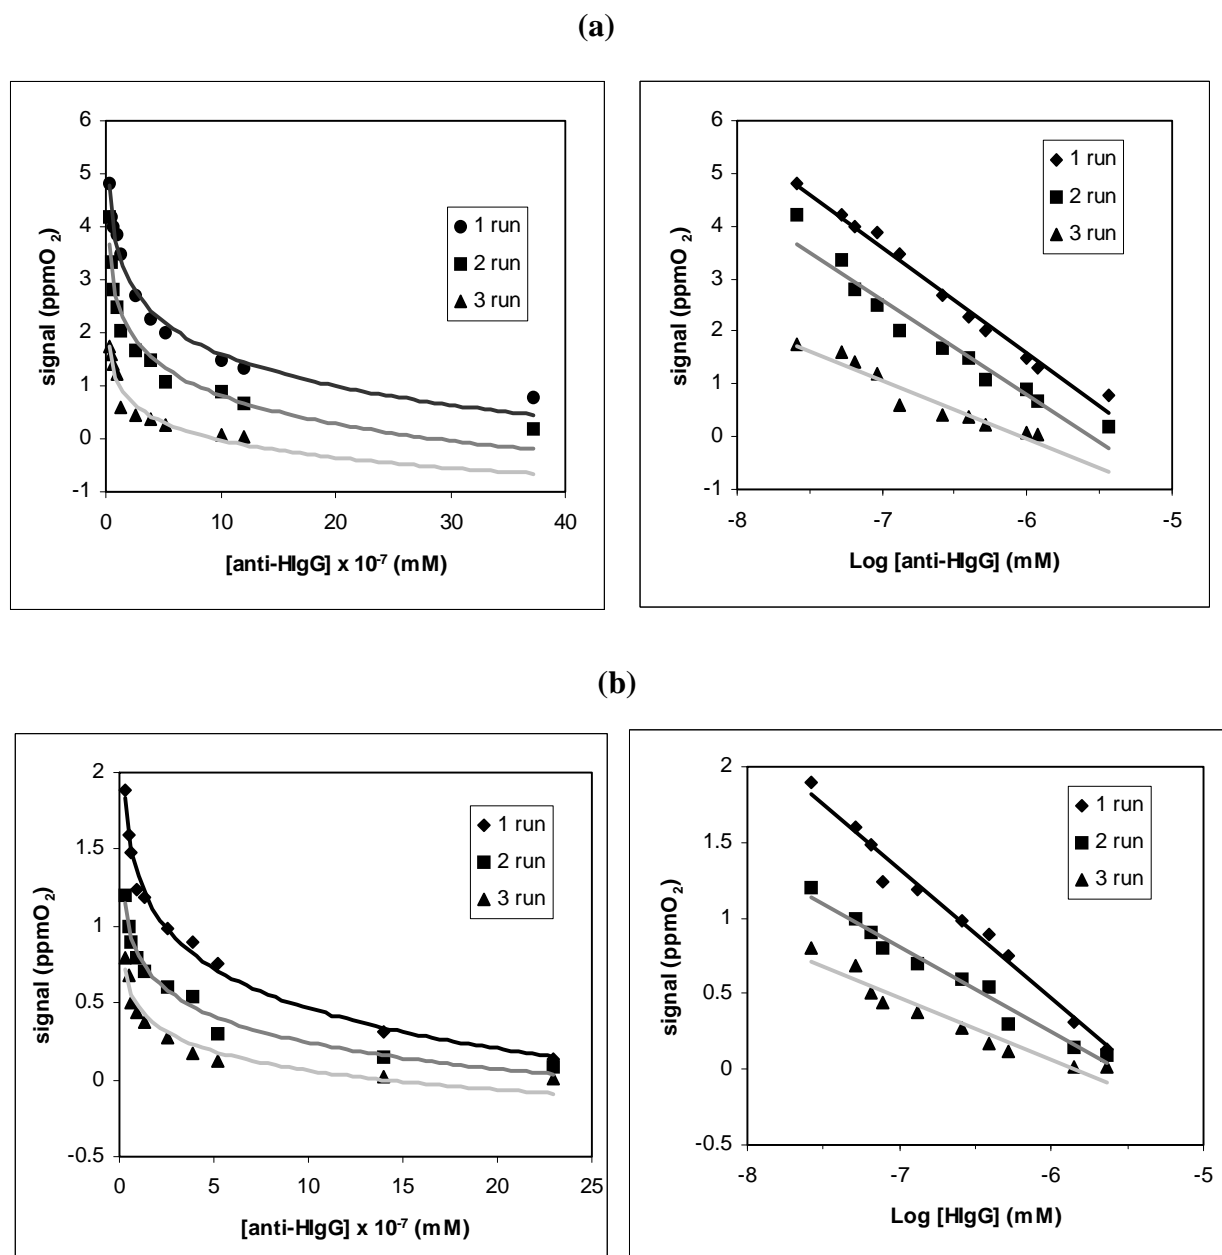 (a)
6
5
4
3
2
1
0
-1
signal (ppmO2)
1 run
2 run
3 run
0 10 20 30 40
[anti-HIgG] x 10-7 (mM)
6
5
4
3
2
1
0
-1
signal (ppmO2)
1 run
2 run
3 run
-8 -7 -6 -5
Log [anti-HIgG] (mM)
(b)
2
1.5
1
0.5
0
-0.5
signal (ppmO2)
1 run
2 run
3 run
0 5 10 15 20 25
[anti-HIgG] x 10-7 (mM)
2
1.5
1
0.5
0
-0.5
signal (ppmO2)
1 run
2 run
3 run
-8 -7 -6 -5
Log [HIgG] (mM)